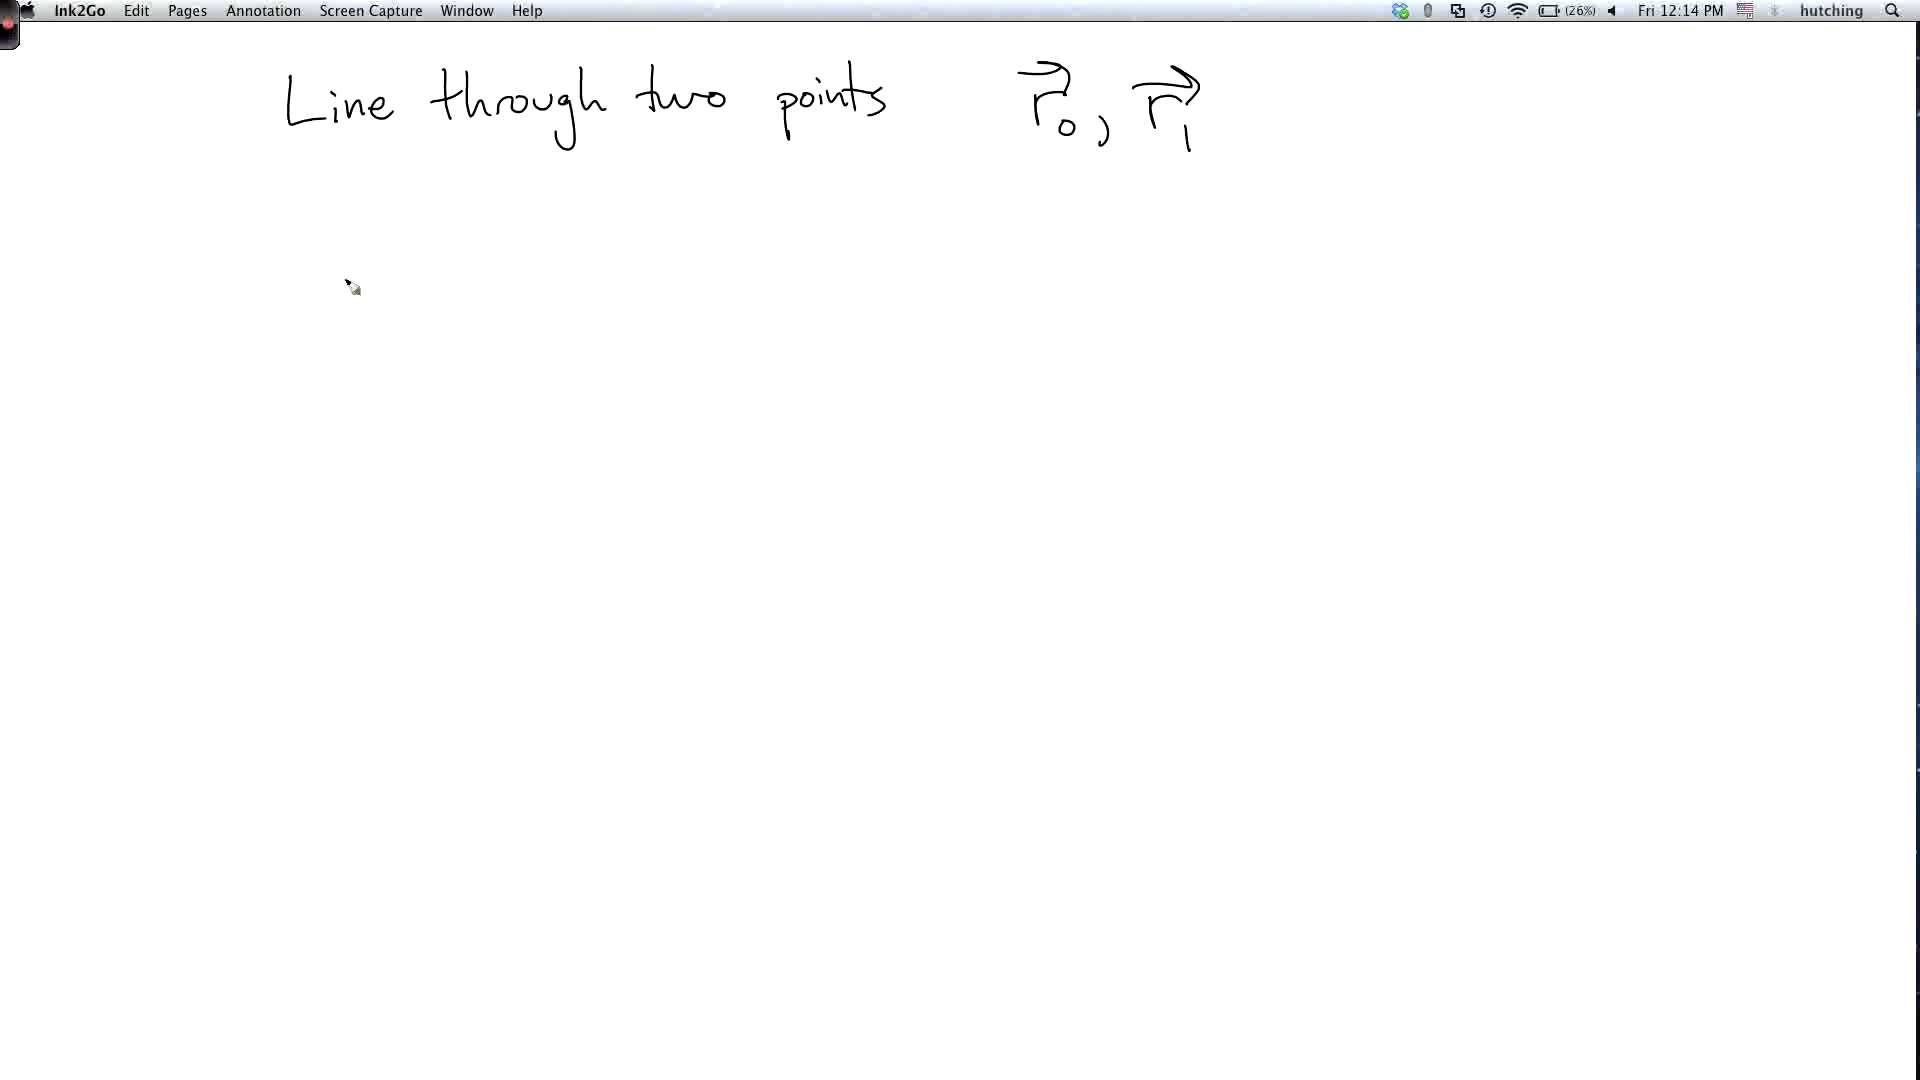 Ink2Go Edit Pages Annotation Screen Capture Window Help (26%) Fri 12:14 PM hutching
Line through two points r⃗₀, r⃗₁